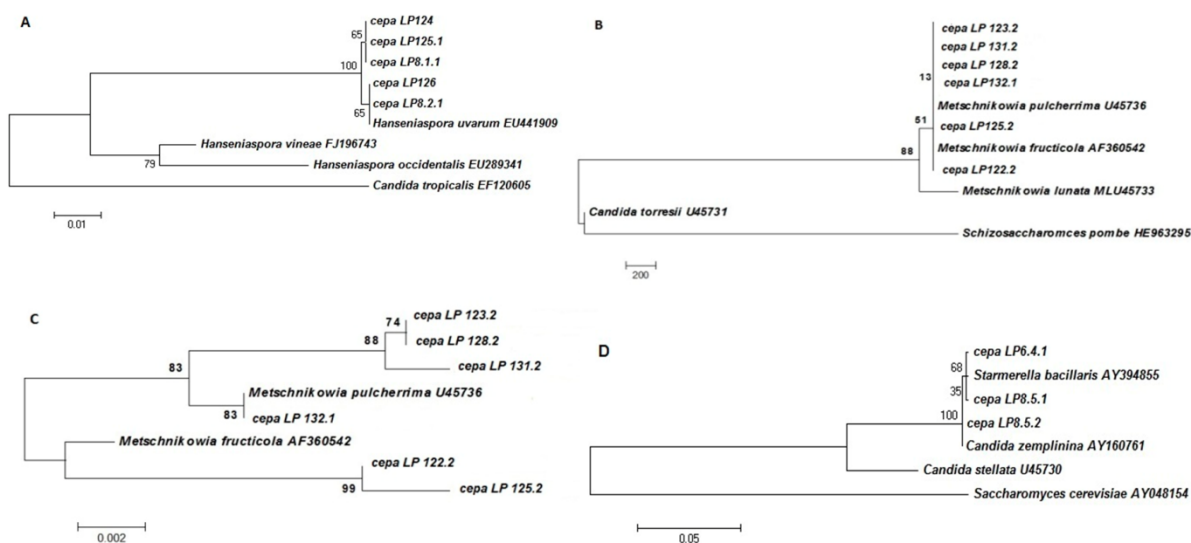 A
cepa LP124
65
cepa LP125.1
cepa LP8.1.1
100
cepa LP126
cepa LP8.2.1
65
Hanseniaspora uvarum EU441909
Hanseniaspora vineae FJ196743
79
Hanseniaspora occidentalis EU289341
Candida tropicalis EF120605
0.01
B
cepa LP 123.2
cepa LP 131.2
cepa LP 128.2
13
cepa LP132.1
Metschnikowia pulcherrima U45736
51
cepa LP125.2
Metschnikowia fructicola AF360542
88
cepa LP122.2
Metschnikowia lunata MLU45733
Candida torresii U45731
Schizosaccharomces pombe HE963295
200
C
cepa LP 123.2
74
cepa LP 128.2
88
cepa LP 131.2
83
Metschnikowia pulcherrima U45736
83
cepa LP 132.1
Metschnikowia fructicola AF360542
cepa LP 122.2
99
cepa LP 125.2
0.002
D
cepa LP6.4.1
68
Starmerella bacillaris AY394855
35
cepa LP8.5.1
100
cepa LP8.5.2
Candida zemplinina AY160761
Candida stellata U45730
Saccharomyces cerevisiae AY048154
0.05